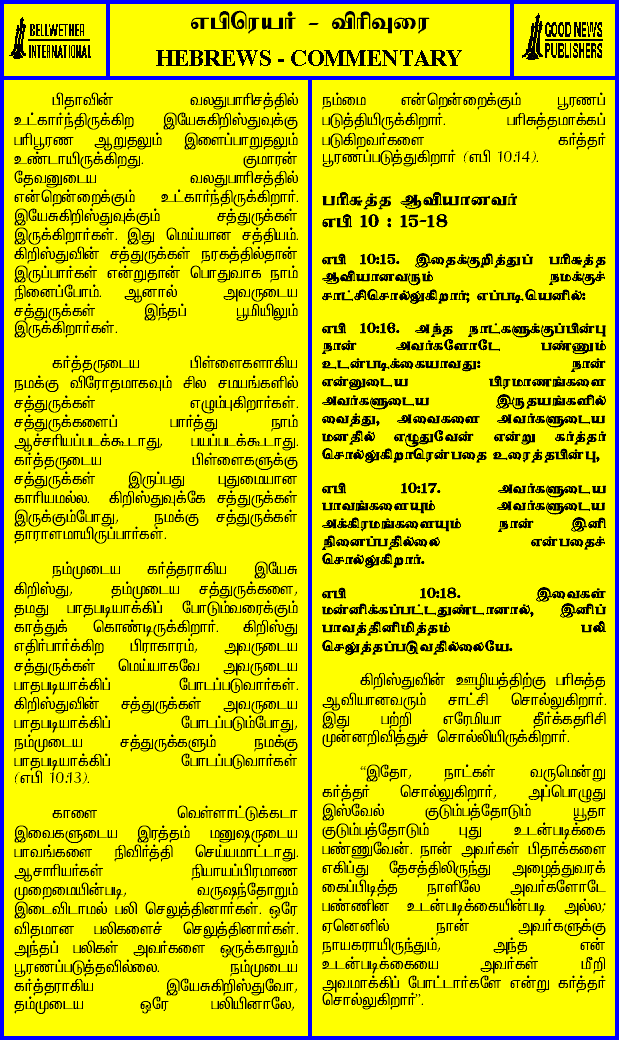 BELLWETHER
INTERNATIONAL
எபிரெயர் - விரிவுரை
HEBREWS - COMMENTARY
GOOD NEWS
PUBLISHERS
பிதாவின் வலதுபாரிசத்தில்
உட்கார்ந்திருக்கிற இயேசுகிறிஸ்துவுக்கு
பரிபூரண ஆறுதலும் இளைப்பாறுதலும்
உண்டாயிருக்கிறது. குமாரன்
தேவனுடைய வலதுபாரிசத்தில்
என்றென்றைக்கும் உட்கார்ந்திருக்கிறார்.
இயேசுகிறிஸ்துவுக்கும் சத்துருக்கள்
இருக்கிறார்கள். இது மெய்யான சத்தியம்.
கிறிஸ்துவின் சத்துருக்கள் நரகத்தில்தான்
இருப்பார்கள் என்றுதான் பொதுவாக நாம்
நினைப்போம். ஆனால் அவருடைய
சத்துருக்கள் இந்தப் பூமியிலும்
இருக்கிறார்கள்.
கர்த்தருடைய பிள்ளைகளாகிய
நமக்கு விரோதமாகவும் சில சமயங்களில்
சத்துருக்கள் எழும்புகிறார்கள்.
சத்துருக்களைப் பார்த்து நாம்
ஆச்சரியப்படக்கூடாது. பயப்படக்கூடாது.
கர்த்தருடைய பிள்ளைகளுக்கு
சத்துருக்கள் இருப்பது புதுமையான
காரியமல்ல. கிறிஸ்துவுக்கே சத்துருக்கள்
இருக்கும்போது, நமக்கு சத்துருக்கள்
தாராளமாயிருப்பார்கள்.
நம்முடைய கர்த்தராகிய இயேசு
கிறிஸ்து, தம்முடைய சத்துருக்களை,
தமது பாதபடியாக்கிப் போடும்வரைக்கும்
காத்துக் கொண்டிருக்கிறார். கிறிஸ்து
எதிர்பார்க்கிற பிரகாரம், அவருடைய
சத்துருக்கள் மெய்யாகவே அவருடைய
பாதபடியாக்கிப் போடப்படுவார்கள்.
கிறிஸ்துவின் சத்துருக்கள் அவருடைய
பாதபடியாக்கிப் போடப்படும்போது,
நம்முடைய சத்துருக்களும் நமக்கு
பாதபடியாக்கிப் போடப்படுவார்கள்
(எபி 10:13).
காளை வெள்ளாட்டுக்கடா
இவைகளுடைய இரத்தம் மனுஷருடைய
பாவங்களை நிவிர்த்தி செய்யமாட்டாது.
ஆசாரியர்கள் நியாயப்பிரமாண
முறைமையின்படி, வருஷந்தோறும்
இடைவிடாமல் பலி செலுத்தினார்கள். ஒரே
விதமான பலிகளைச் செலுத்தினார்கள்.
அந்தப் பலிகள் அவர்களை ஒருக்காலும்
பூரணப்படுத்தவில்லை. நம்முடைய
கர்த்தராகிய இயேசுகிறிஸ்துவோ,
தம்முடைய ஒரே பலியினாலே,
நம்மை என்றென்றைக்கும் பூரணப்
படுத்தியிருக்கிறார். பரிசுத்தமாக்கப்
படுகிறவர்களை கர்த்தர்
பூரணப்படுத்துகிறார் (எபி 10:14).
பரிசுத்த ஆவியானவர்
எபி 10 : 15-18
எபி 10:15. இதைக்குறித்துப் பரிசுத்த
ஆவியானவரும் நமக்குச்
சாட்சிசொல்லுகிறார்; எப்படியெனில்:
எபி 10:16. அந்த நாட்களுக்குப்பின்பு
நான் அவர்களோடே பண்ணும்
உடன்படிக்கையாவது: நான்
என்னுடைய பிரமாணங்களை
அவர்களுடைய இருதயங்களில்
வைத்து, அவைகளை அவர்களுடைய
மனதில் எழுதுவேன் என்று கர்த்தர்
சொல்லுகிறாரென்பதை உரைத்தபின்பு,
எபி 10:17. அவர்களுடைய
பாவங்களையும் அவர்களுடைய
அக்கிரமங்களையும் நான் இனி
நினைப்பதில்லை என்பதைச்
சொல்லுகிறார்.
எபி 10:18. இவைகள்
மன்னிக்கப்பட்டதுண்டானால், இனிப்
பாவத்தினிமித்தம் பலி
செலுத்தப்படுவதில்லையே.
கிறிஸ்துவின் ஊழியத்திற்கு பரிசுத்த
ஆவியானவரும் சாட்சி சொல்லுகிறார்.
இது பற்றி எரேமியா தீர்க்கதரிசி
முன்னறிவித்துச் சொல்லியிருக்கிறார்.
“இதோ, நாட்கள் வருமென்று
கர்த்தர் சொல்லுகிறார், அப்பொழுது
இஸ்வேல் குடும்பத்தோடும் யூதா
குடும்பத்தோடும் புது உடன்படிக்கை
பண்ணுவேன். நான் அவர்கள் பிதாக்களை
எகிப்து தேசத்திலிருந்து அழைத்துவரக்
கைப்பிடித்த நாளிலே அவர்களோடே
பண்ணின உடன்படிக்கையின்படி அல்ல;
ஏனெனில் நான் அவர்களுக்கு
நாயகராயிருந்தும், அந்த என்
உடன்படிக்கையை அவர்கள் மீறி
அவமாக்கிப் போட்டார்களே என்று கர்த்தர்
சொல்லுகிறார்”.